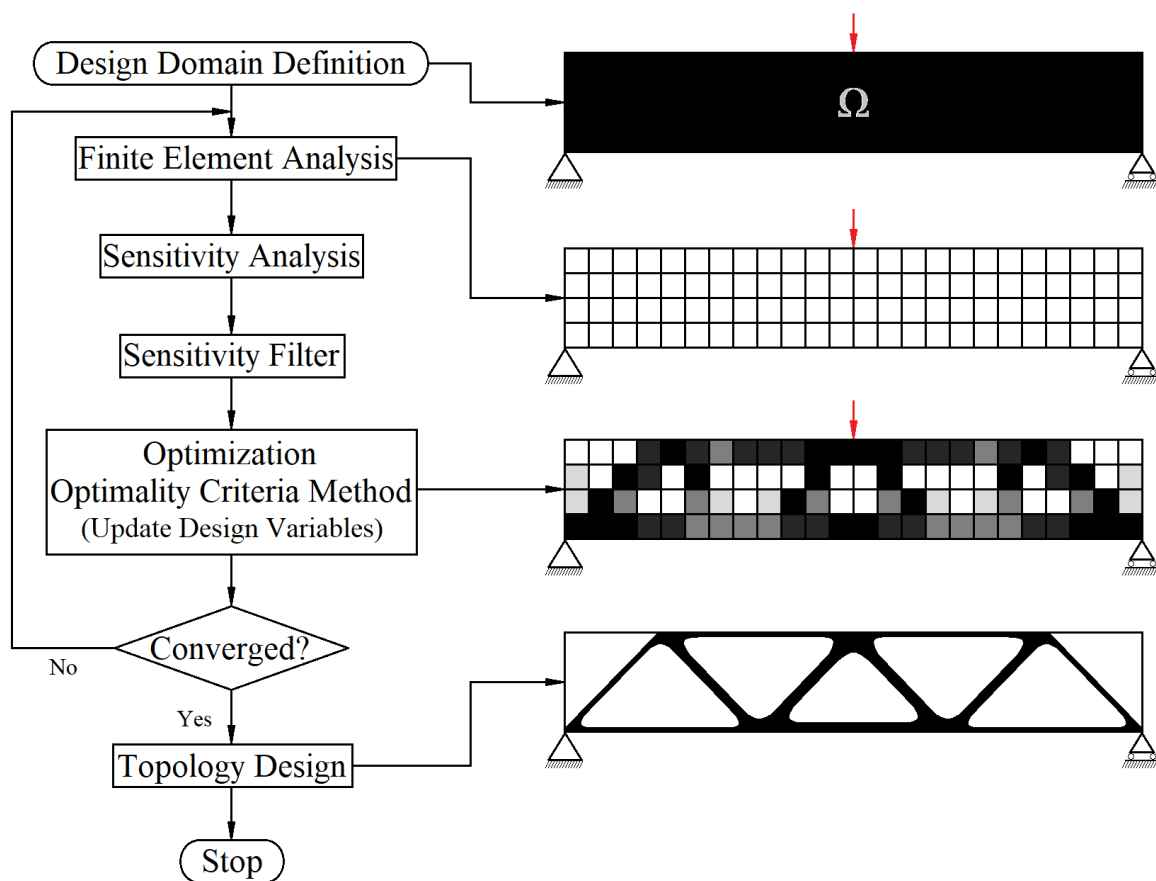 Design Domain Definition
Ω
Finite Element Analysis
Sensitivity Analysis
Sensitivity Filter
Optimization
Optimality Criteria Method
(Update Design Variables)
Converged?
No
Yes
Topology Design
Stop